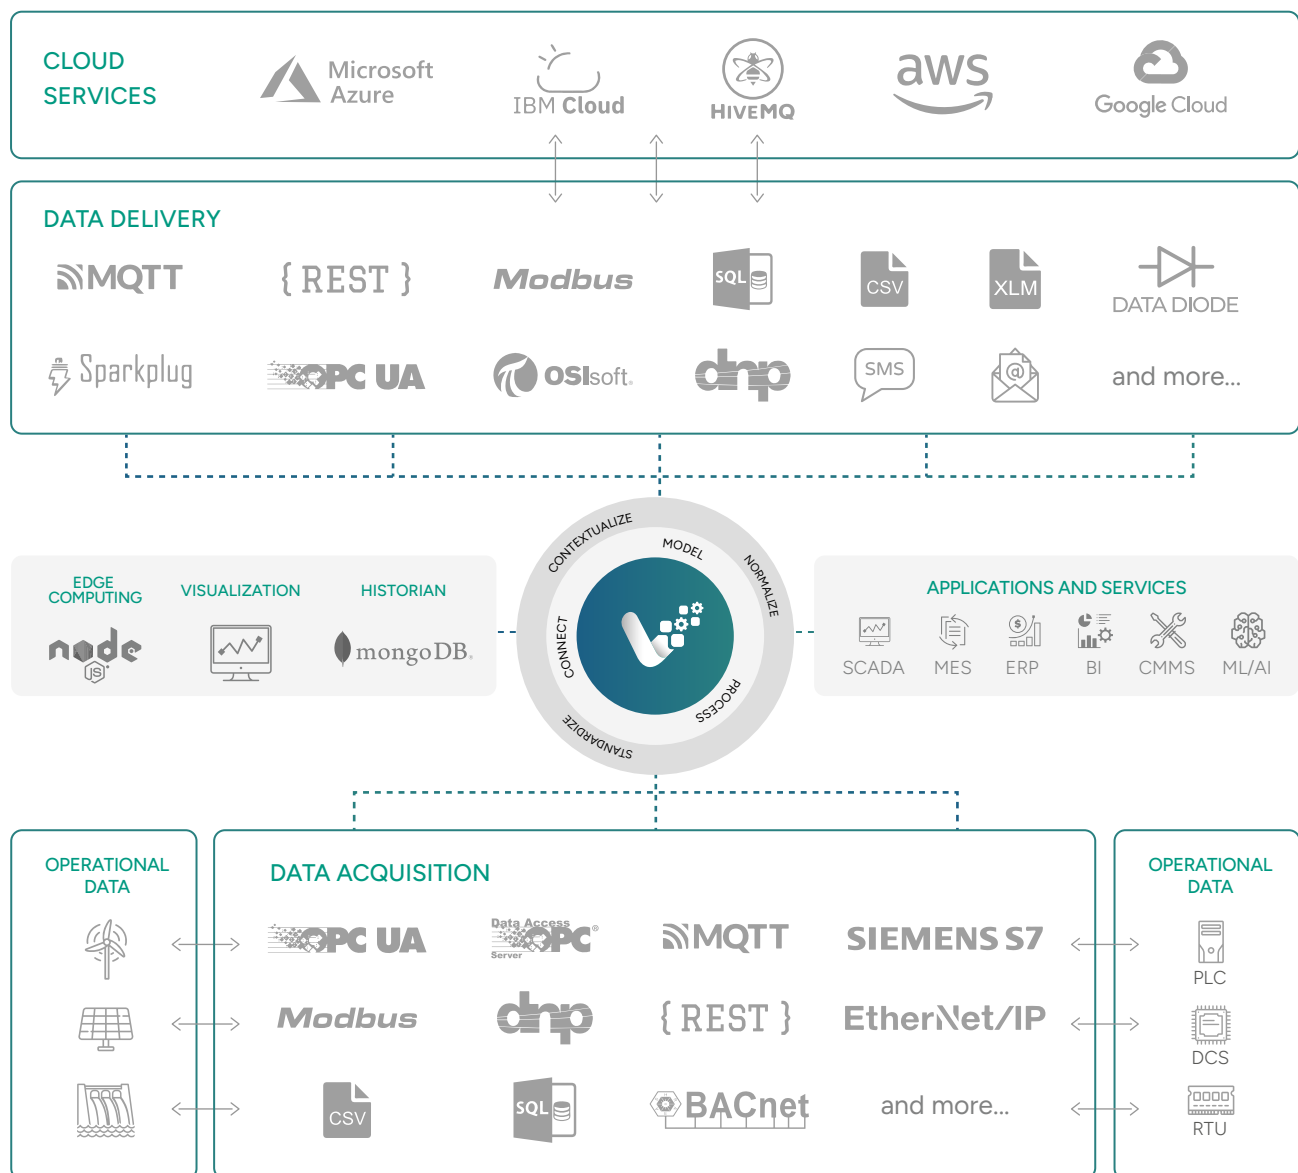 CLOUD
SERVICES
Microsoft
Azure
IBM Cloud
HIVEMQ
aws
Google Cloud
DATA DELIVERY
MQTT
{ REST }
Modbus
SQL
CSV
XLM
DATA DIODE
Sparkplug
OPC UA
OSIsoft.
dnp
SMS
@
and more...
CONTEXTUALIZE
MODEL
NORMALIZE
CONNECT
PROCESS
STANDARDIZE
EDGE
COMPUTING
node
JS
VISUALIZATION
HISTORIAN
mongoDB.
APPLICATIONS AND SERVICES
$
SCADA
MES
ERP
BI
CMMS
ML/AI
OPERATIONAL
DATA
DATA ACQUISITION
OPC UA
Data Access
OPC®
Server
MQTT
SIEMENS S7
Modbus
dnp
{ REST }
EtherNet/IP
CSV
SQL
BACnet
and more...
OPERATIONAL
DATA
PLC
DCS
RTU